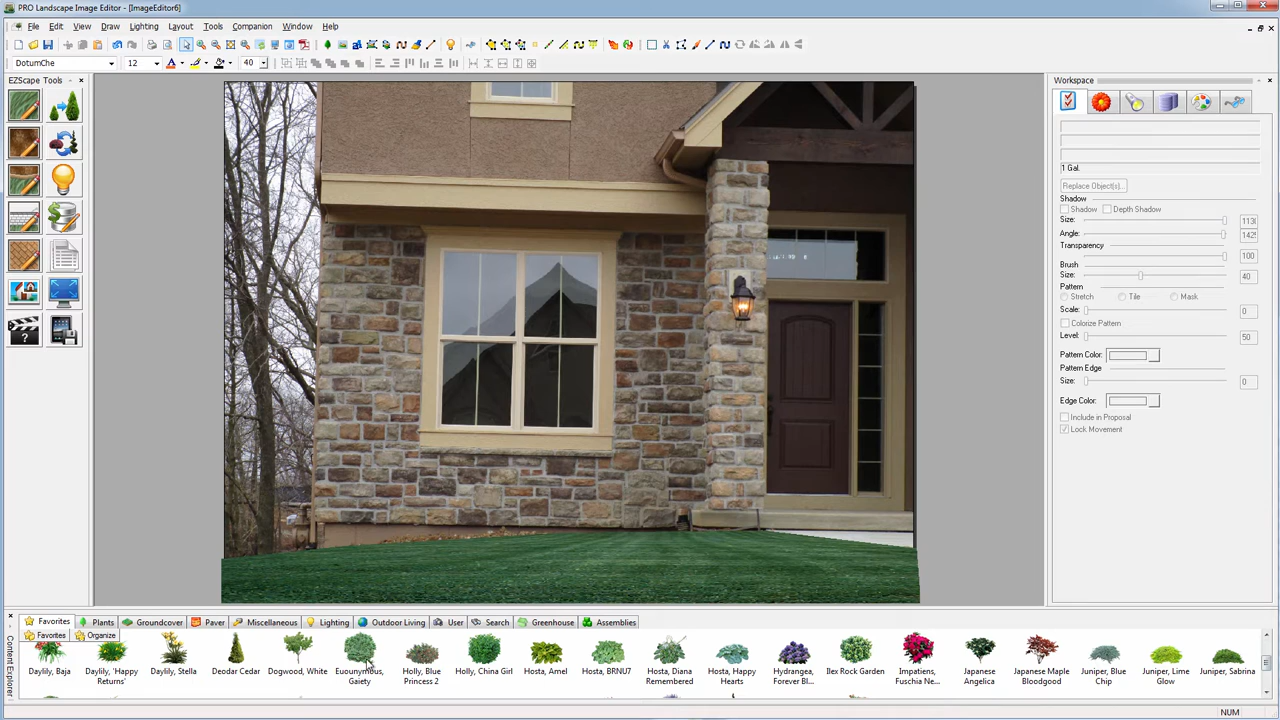 PRO Landscape Image Editor - [ImageEditor6]
File Edit View Draw Lighting Layout Tools Companion Window Help
DotumChe 12 40
EZScape Tools
Workspace
1 Gal.
Replace Object(s)...
Shadow
Shadow Depth Shadow
Size:
Angle:
Transparency
100
Brush
Size: 40
Pattern
Stretch Tile Mask
Scale: 0
Colorize Pattern
Level: 50
Pattern Color:
Pattern Edge
Size: 0
Edge Color:
Include in Proposal
Lock Movement
Content Explorer
Favorites Plants Groundcover Paver Miscellaneous Lighting Outdoor Living User Search Greenhouse Assemblies
Favorites Organize
Daylily, Baja
Daylily, 'Happy Returns'
Daylily, Stella
Deodar Cedar
Dogwood, White
Euounymous, Gaiety
Holly, Blue Princess 2
Holly, China Girl
Hosta, Amel
Hosta, BRNU7
Hosta, Diana Remembered
Hosta, Happy Hearts
Hydrangea, Forever Bl...
Ilex Rock Garden
Impatiens, Fuschia Ne...
Japanese Angelica
Japanese Maple Bloodgood
Juniper, Blue Chip
Juniper, Lime Glow
Juniper, Sabrina
NUM